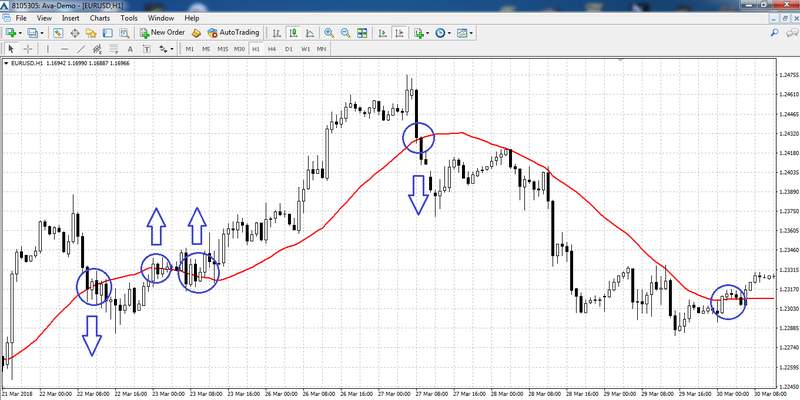 8105305: Ava-Demo - [EURUSD,H1]
File View Insert Charts Tools Window Help
New Order AutoTrading
A T M1 M5 M15 M30 H1 H4 D1 W1 MN
EURUSD,H1 1.16942 1.16990 1.16887 1.16966
1.24755
1.24610
1.24465
1.24320
1.24180
1.24035
1.23890
1.23750
1.23605
1.23460
1.23315
1.23175
1.23030
1.22885
1.22740
1.22595
1.22450
21 Mar 2018 22 Mar 00:00 22 Mar 08:00 22 Mar 16:00 23 Mar 00:00 23 Mar 08:00 23 Mar 16:00 26 Mar 00:00 26 Mar 08:00 26 Mar 16:00 27 Mar 00:00 27 Mar 08:00 27 Mar 16:00 28 Mar 00:00 28 Mar 08:00 28 Mar 16:00 29 Mar 00:00 29 Mar 08:00 29 Mar 16:00 30 Mar 00:00 30 Mar 08:00